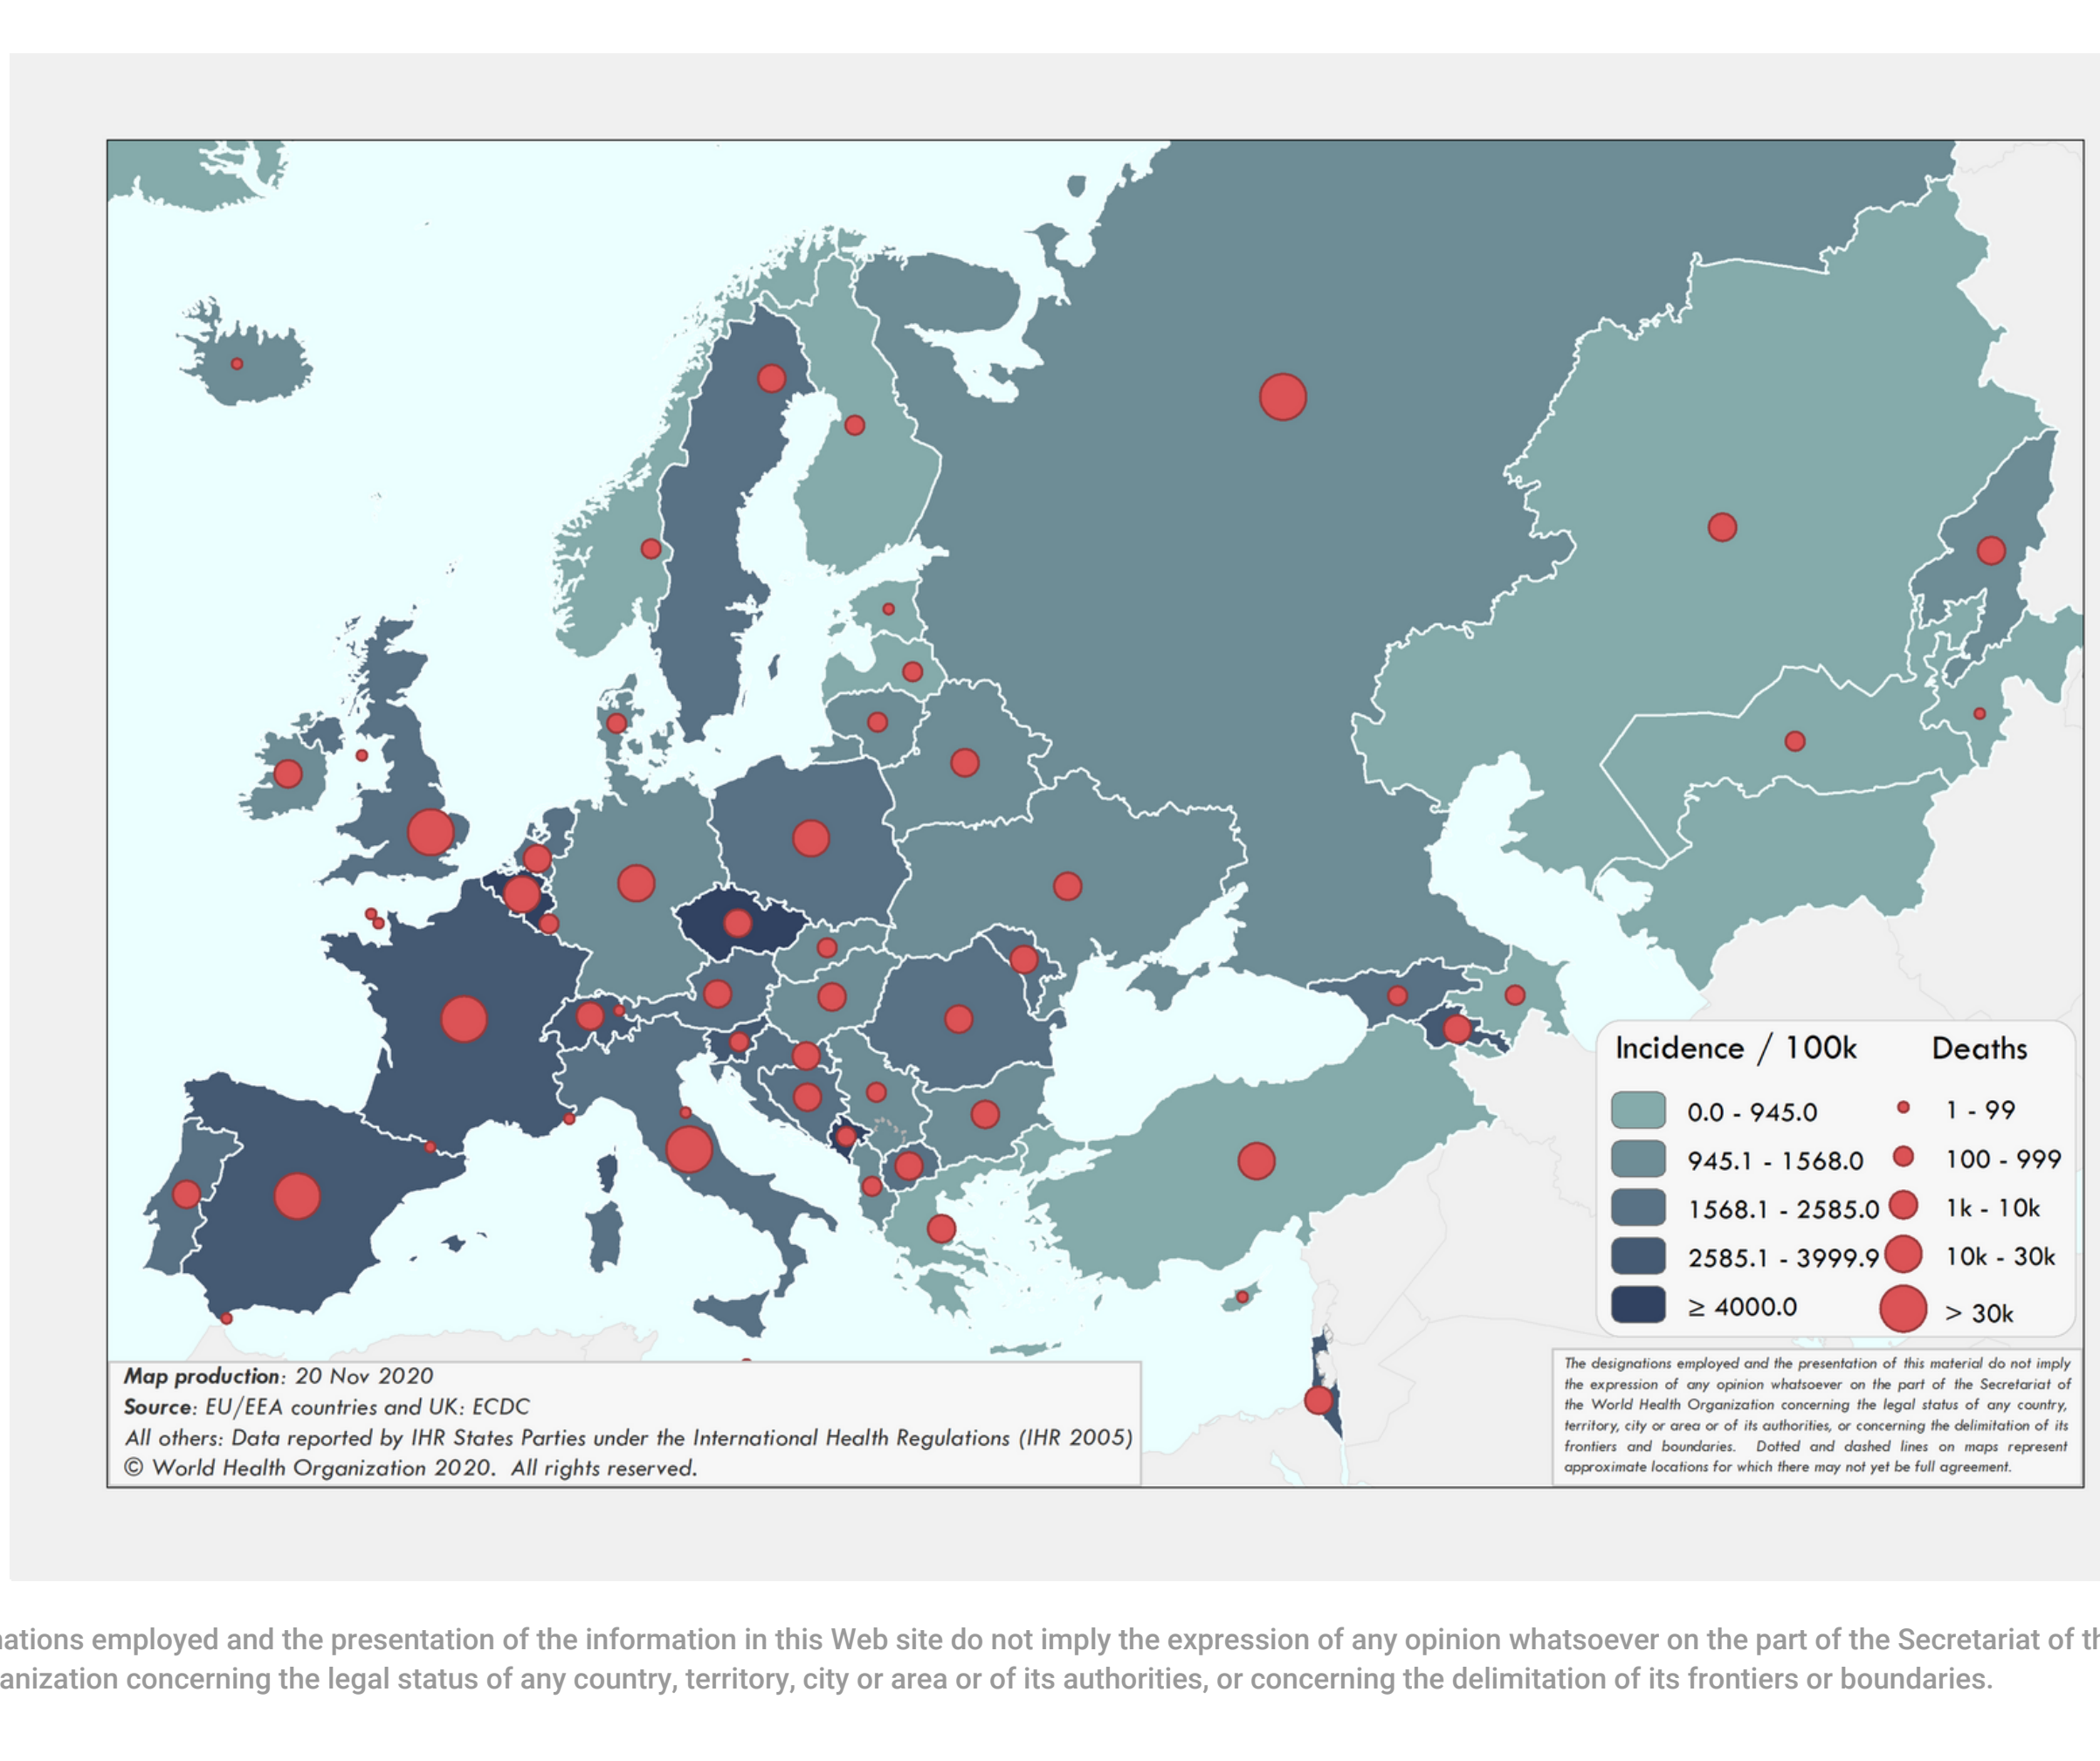 Incidence / 100k
Deaths
0.0 - 945.0
1 - 99
945.1 - 1568.0
100 - 999
1568.1 - 2585.0
1k - 10k
2585.1 - 3999.9
10k - 30k
≥ 4000.0
> 30k
Map production: 20 Nov 2020
Source: EU/EEA countries and UK: ECDC
All others: Data reported by IHR States Parties under the International Health Regulations (IHR 2005)
© World Health Organization 2020. All rights reserved.
The designations employed and the presentation of this material do not imply
the expression of any opinion whatsoever on the part of the Secretariat of
the World Health Organization concerning the legal status of any country,
territory, city or area or of its authorities, or concerning the delimitation of its
frontiers and boundaries. Dotted and dashed lines on maps represent
approximate locations for which there may not yet be full agreement.
employed and the presentation of the information in this Web site do not imply the expression of any opinion whatsoever on the part of the Secretariat of
concerning the legal status of any country, territory, city or area or of its authorities, or concerning the delimitation of its frontiers or boundaries.